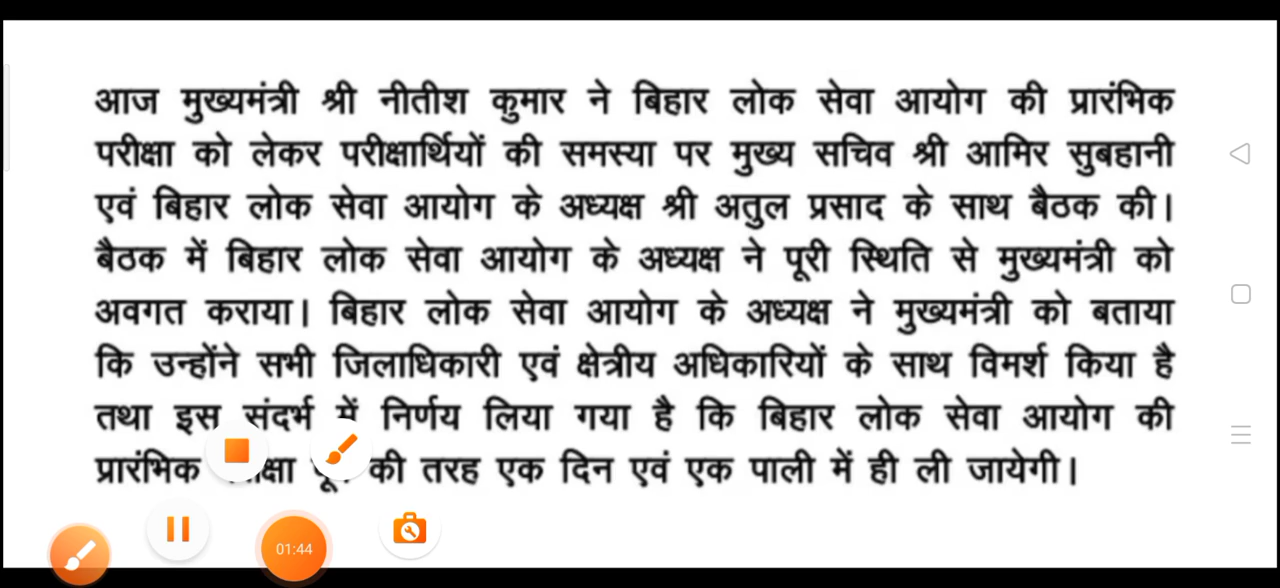 आज मुख्यमंत्री श्री नीतीश कुमार ने बिहार लोक सेवा आयोग की प्रारंभिक
परीक्षा को लेकर परीक्षार्थियों की समस्या पर मुख्य सचिव श्री आमिर सुबहानी
एवं बिहार लोक सेवा आयोग के अध्यक्ष श्री अतुल प्रसाद के साथ बैठक की।
बैठक में बिहार लोक सेवा आयोग के अध्यक्ष ने पूरी स्थिति से मुख्यमंत्री को
अवगत कराया। बिहार लोक सेवा आयोग के अध्यक्ष ने मुख्यमंत्री को बताया
कि उन्होंने सभी जिलाधिकारी एवं क्षेत्रीय अधिकारियों के साथ विमर्श किया है
तथा इस संदर्भ में निर्णय लिया गया है कि बिहार लोक सेवा आयोग की
प्रारंभिक की तरह एक दिन एवं एक पाली में ही ली जायेगी।
01:44